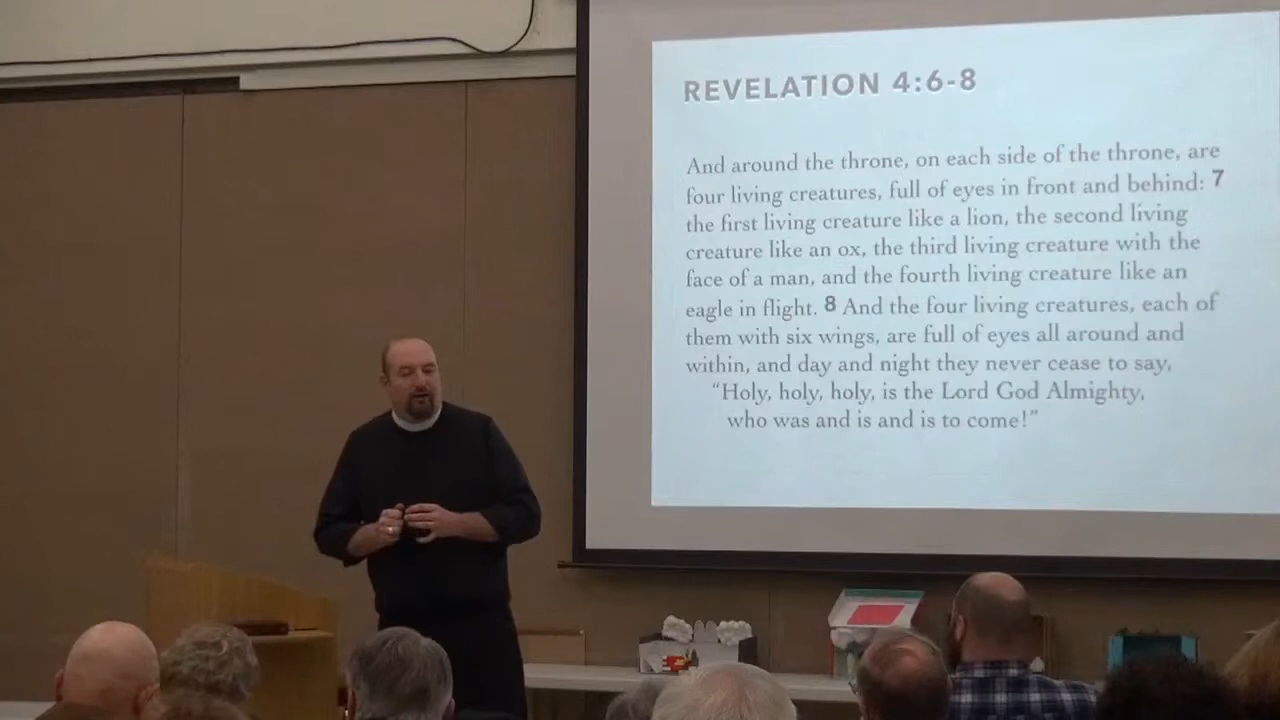 REVELATION 4:6-8
And around the throne, on each side of the throne, are
four living creatures, full of eyes in front and behind: 7
the first living creature like a lion, the second living
creature like an ox, the third living creature with the
face of a man, and the fourth living creature like an
eagle in flight. 8 And the four living creatures, each of
them with six wings, are full of eyes all around and
within, and day and night they never cease to say,
“Holy, holy, holy, is the Lord God Almighty,
who was and is and is to come!”